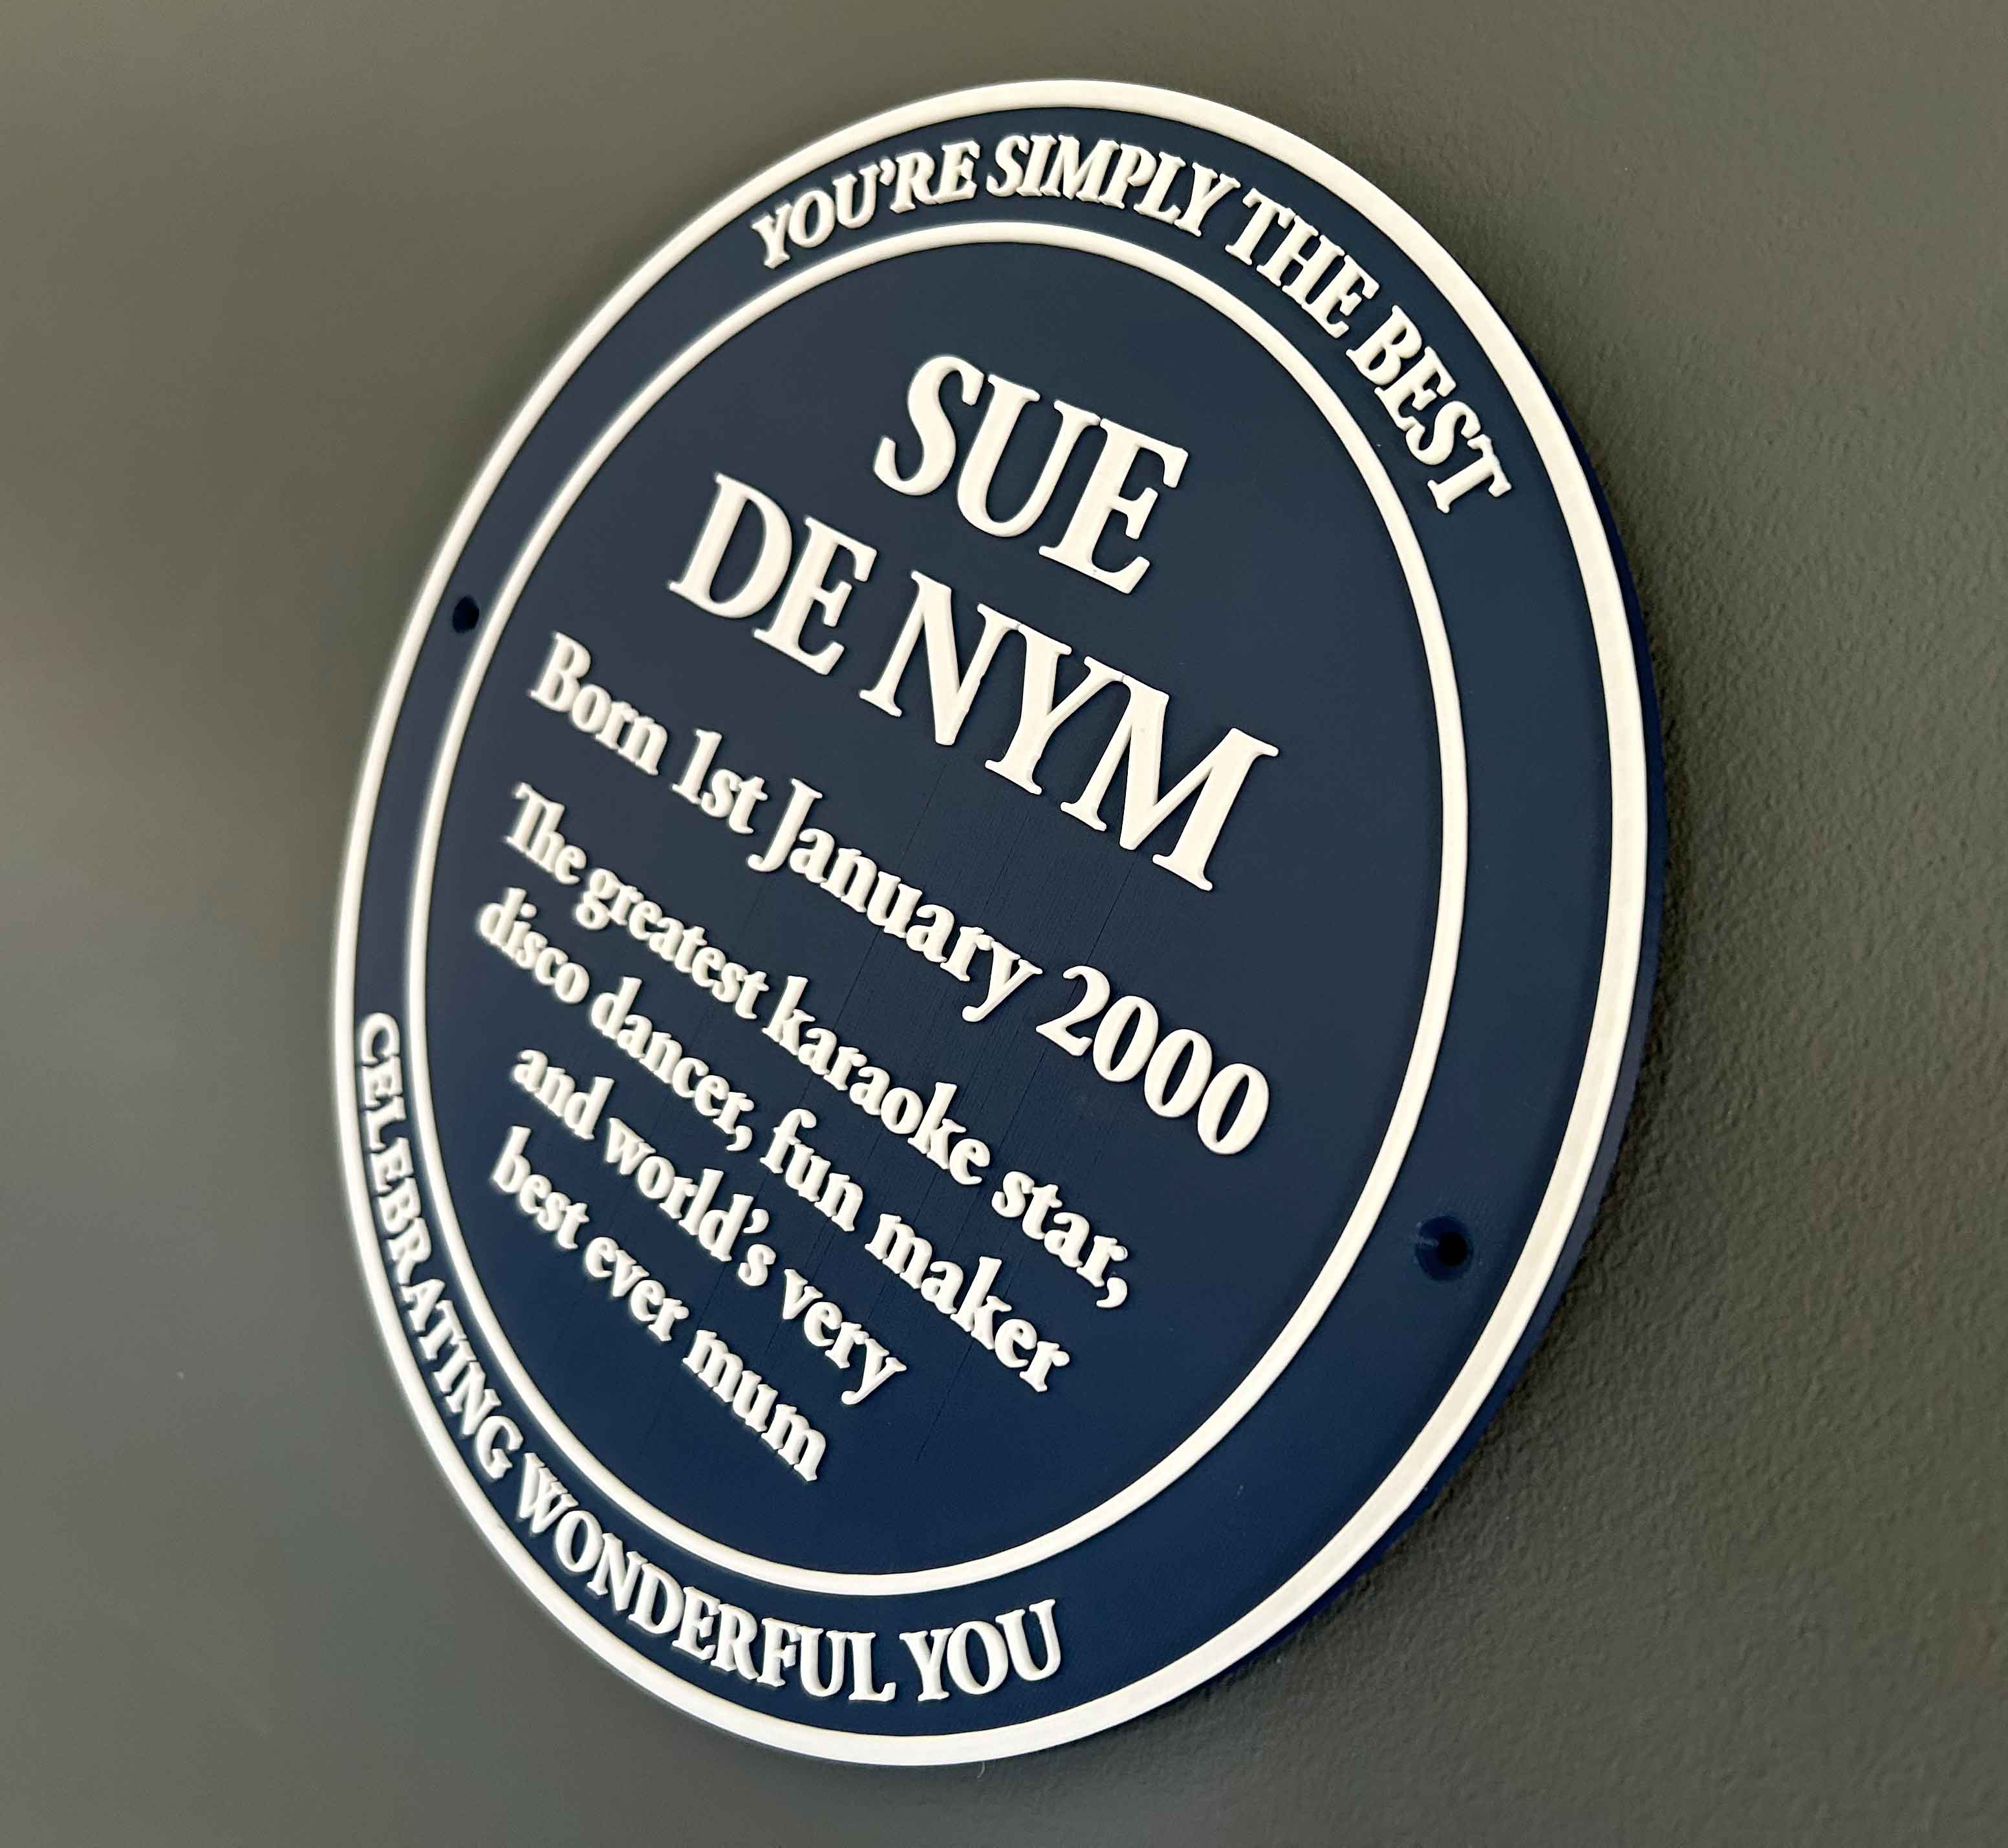 YOU'RE SIMPLY THE BEST
SUE
DE NYM
Born 1st January 2000
The greatest karaoke star,
disco dancer, fun maker
and world's very
best ever mum
CELEBRATING WONDERFUL YOU